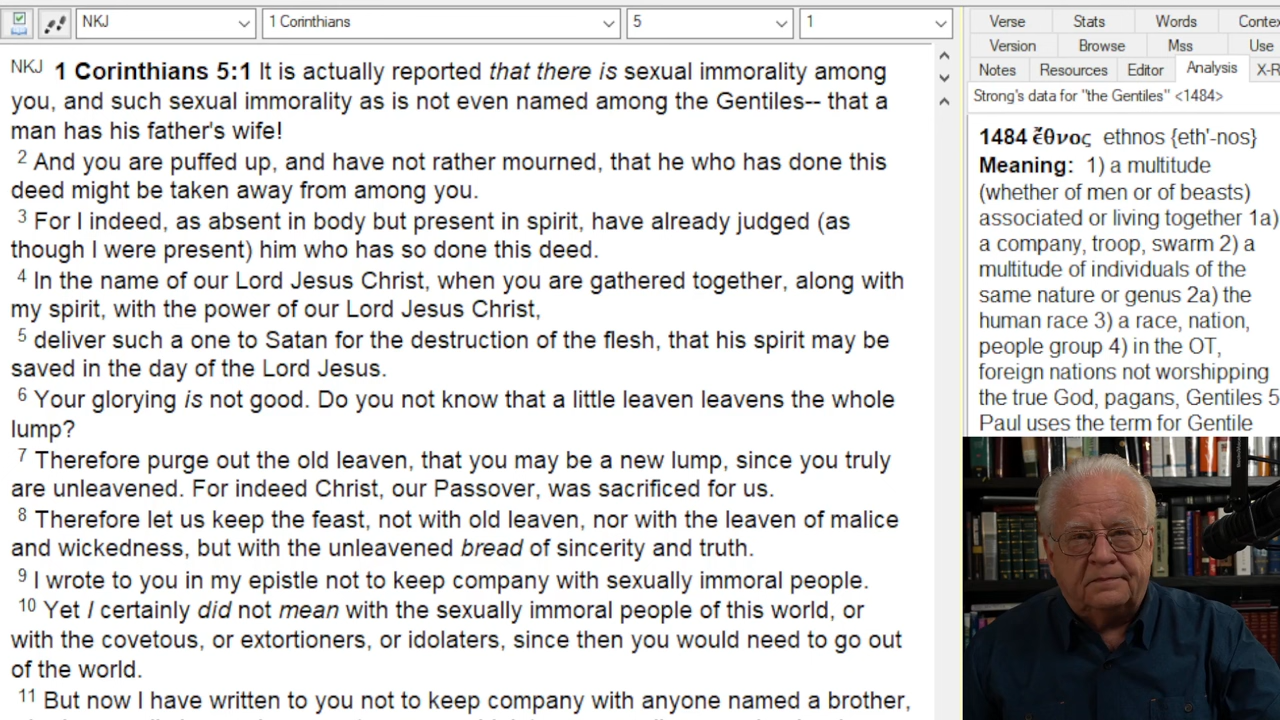 NKJ 1 Corinthians 5 1
NKJ 1 Corinthians 5:1 It is actually reported that there is sexual immorality among
you, and such sexual immorality as is not even named among the Gentiles-- that a
man has his father's wife!
2 And you are puffed up, and have not rather mourned, that he who has done this
deed might be taken away from among you.
3 For I indeed, as absent in body but present in spirit, have already judged (as
though I were present) him who has so done this deed.
4 In the name of our Lord Jesus Christ, when you are gathered together, along with
my spirit, with the power of our Lord Jesus Christ,
5 deliver such a one to Satan for the destruction of the flesh, that his spirit may be
saved in the day of the Lord Jesus.
6 Your glorying is not good. Do you not know that a little leaven leavens the whole
lump?
7 Therefore purge out the old leaven, that you may be a new lump, since you truly
are unleavened. For indeed Christ, our Passover, was sacrificed for us.
8 Therefore let us keep the feast, not with old leaven, nor with the leaven of malice
and wickedness, but with the unleavened bread of sincerity and truth.
9 I wrote to you in my epistle not to keep company with sexually immoral people.
10 Yet I certainly did not mean with the sexually immoral people of this world, or
with the covetous, or extortioners, or idolaters, since then you would need to go out
of the world.
11 But now I have written to you not to keep company with anyone named a brother,
Verse Stats Words Contex
Version Browse Mss Use
Notes Resources Editor Analysis X-R
Strong's data for "the Gentiles" <1484>
1484 ἔθνος ethnos {eth'-nos}
Meaning: 1) a multitude
(whether of men or of beasts)
associated or living together 1a)
a company, troop, swarm 2) a
multitude of individuals of the
same nature or genus 2a) the
human race 3) a race, nation,
people group 4) in the OT,
foreign nations not worshipping
the true God, pagans, Gentiles 5
Paul uses the term for Gentile